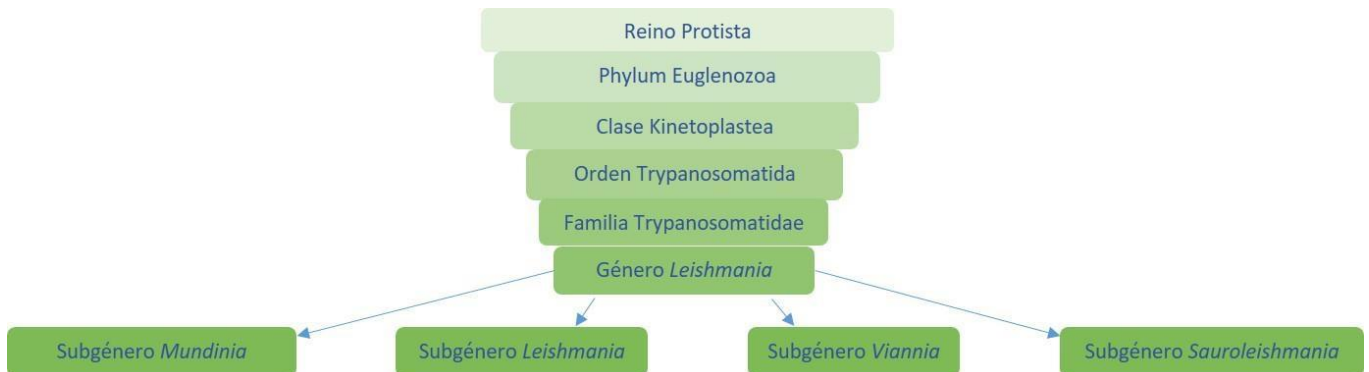 Reino Protista
Phylum Euglenozoa
Clase Kinetoplastea
Orden Trypanosomatida
Familia Trypanosomatidae
Género Leishmania
Subgénero Mundinia
Subgénero Leishmania
Subgénero Viannia
Subgénero Sauroleishmania